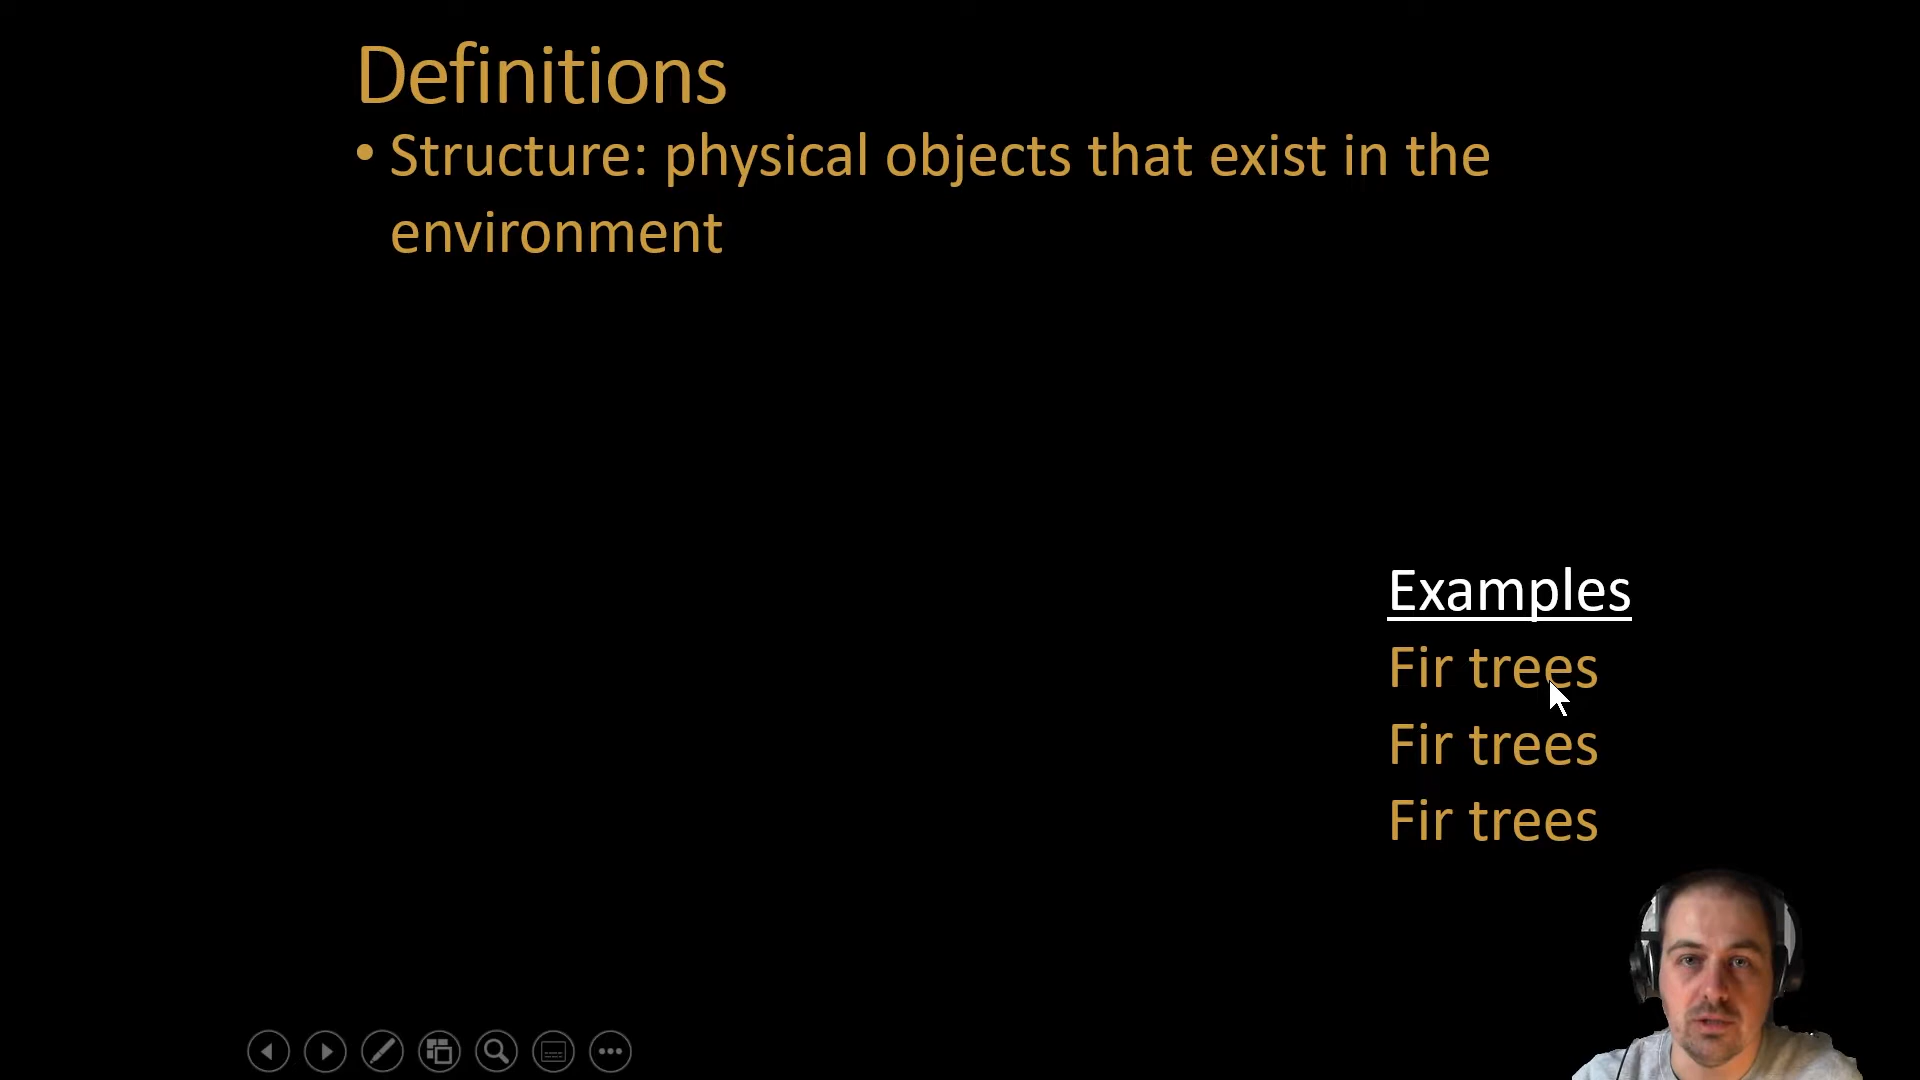 Definitions
• Structure: physical objects that exist in the
environment
Examples
Fir trees
Fir trees
Fir trees